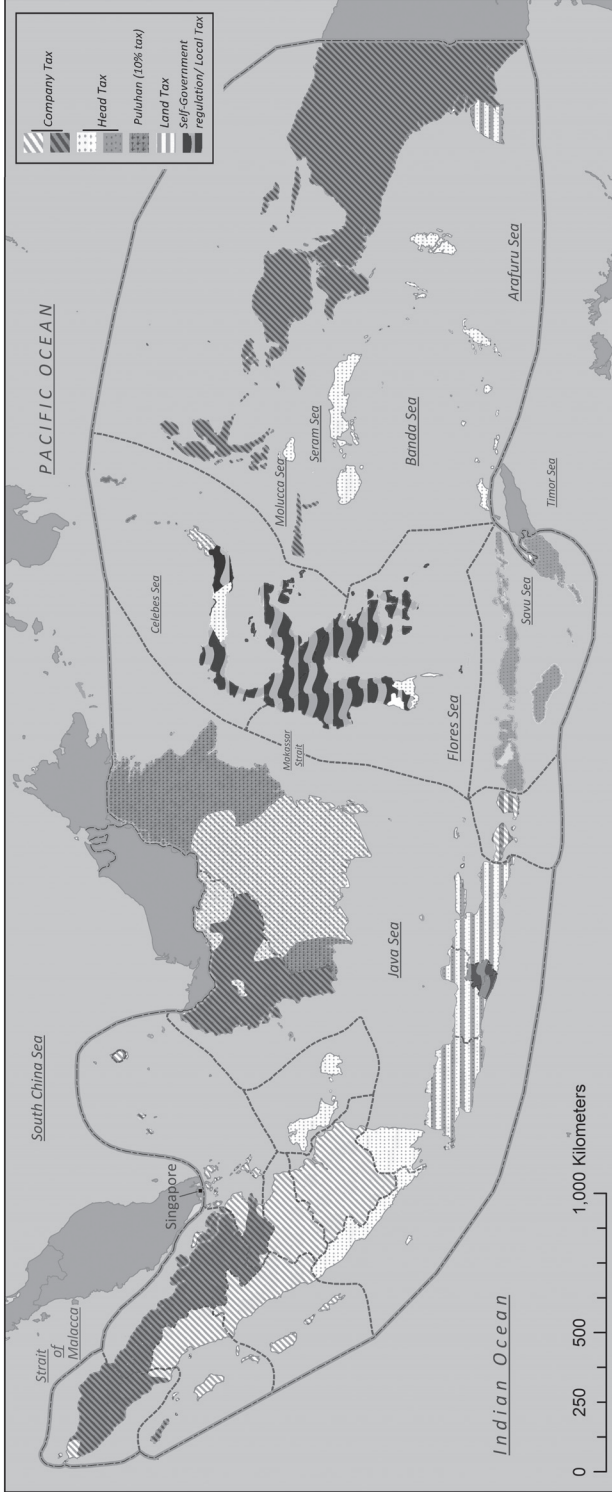 Company Tax
Head Tax
Puluhan (10% tax)
Land Tax
Self-Government
regulation/ Local Tax
PACIFIC OCEAN
South China Sea
Strait
of
Malacca
Singapore
Celebes Sea
Molucca Sea
Seram Sea
Makassar
Strait
Banda Sea
Java Sea
Flores Sea
Arafuru Sea
Savu Sea
Timor Sea
Indian Ocean
0 250 500 1,000 Kilometers